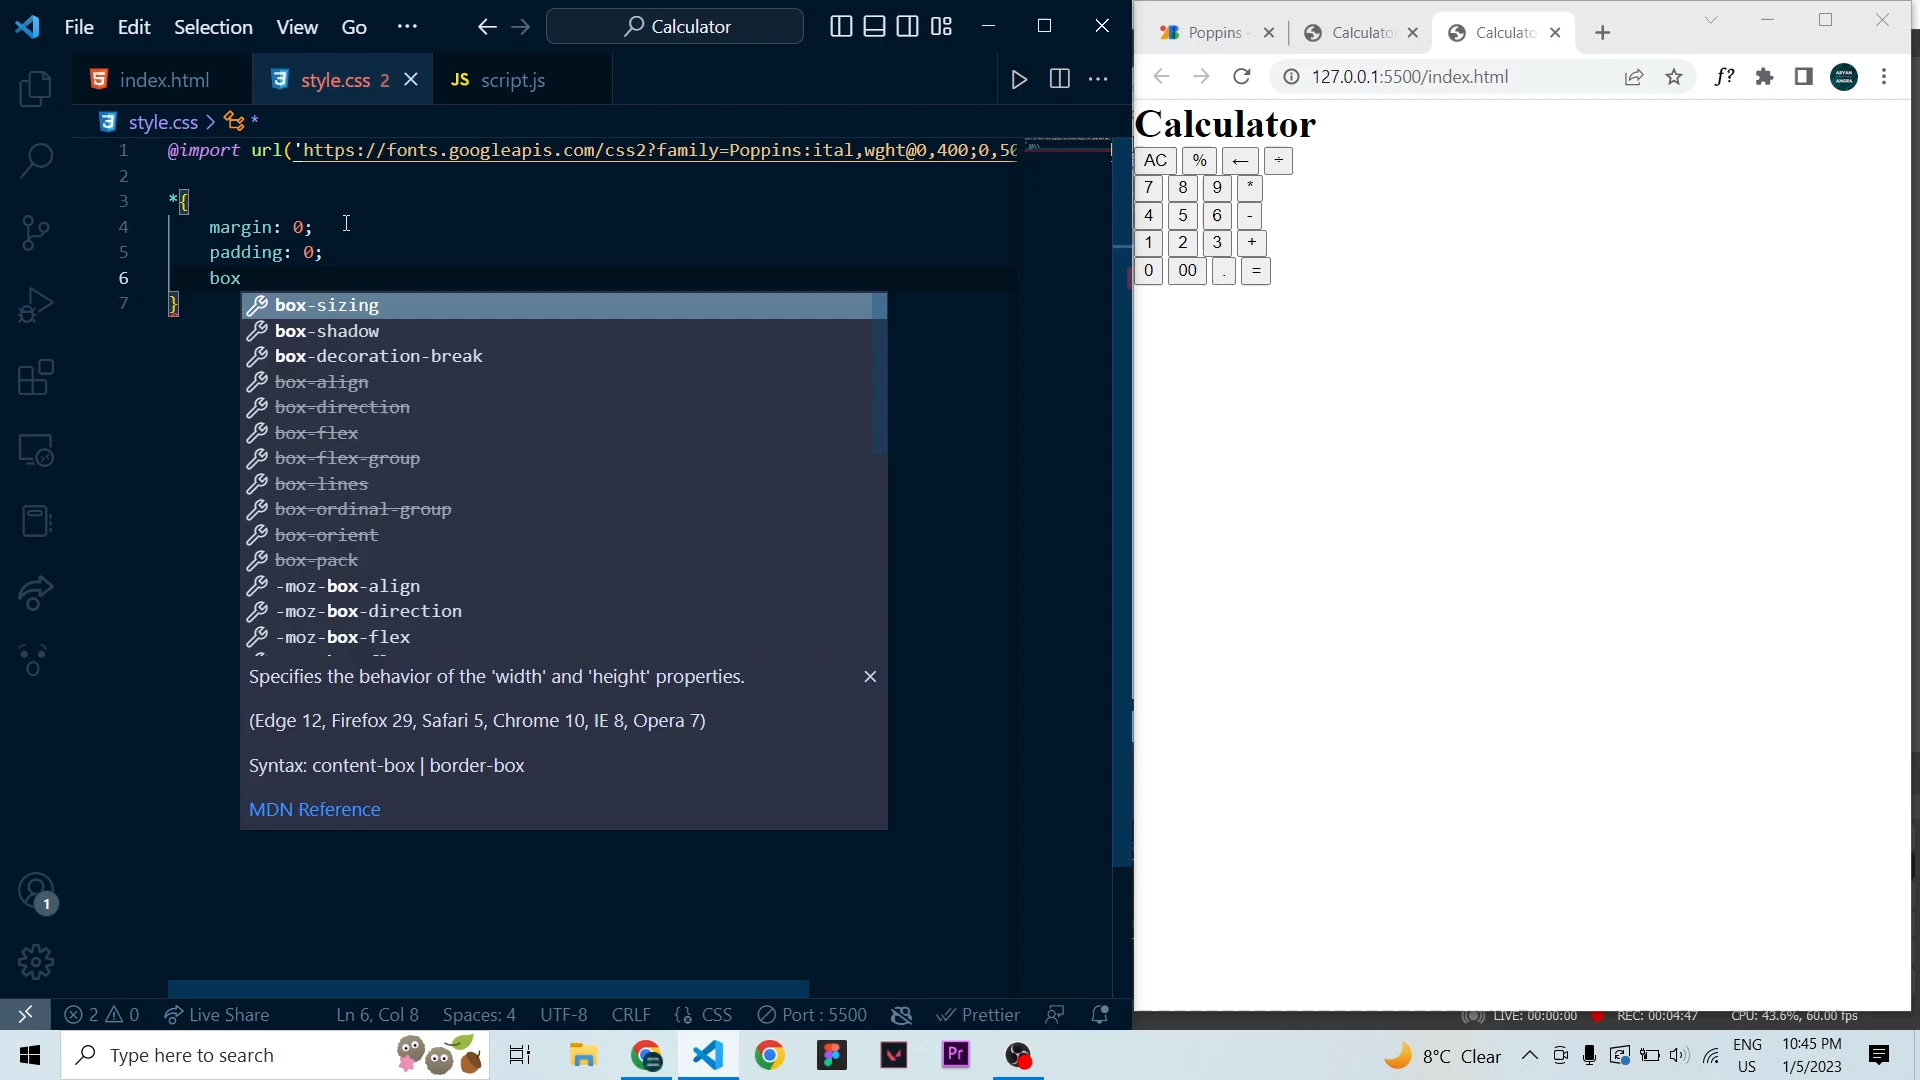 File Edit Selection View Go ··· Calculator
index.html style.css 2 JS script.js
style.css > *
1 @import url('https://fonts.googleapis.com/css2?family=Poppins:ital,wght@0,400;0,50
2
3 *{
4 margin: 0;
5 padding: 0;
6 box
7 }
box-sizing
box-shadow
box-decoration-break
box-align
box-direction
box-flex
box-flex-group
box-lines
box-ordinal-group
box-orient
box-pack
-moz-box-align
-moz-box-direction
-moz-box-flex
Specifies the behavior of the 'width' and 'height' properties.
(Edge 12, Firefox 29, Safari 5, Chrome 10, IE 8, Opera 7)
Syntax: content-box | border-box
MDN Reference
1
2 0 Live Share Ln 6, Col 8 Spaces: 4 UTF-8 CRLF {} CSS Port : 5500 Prettier
Poppins - Calculato Calculato
127.0.0.1:5500/index.html f? ARYAN ANGRA
Calculator
AC % ← ÷
7 8 9 *
4 5 6 -
1 2 3 +
0 00 . =
LIVE: 00:00:00 REC: 00:04:47 CPU: 43.6%, 60.00 fps
Type here to search Pr 8°C Clear ENG US 10:45 PM 1/5/2023